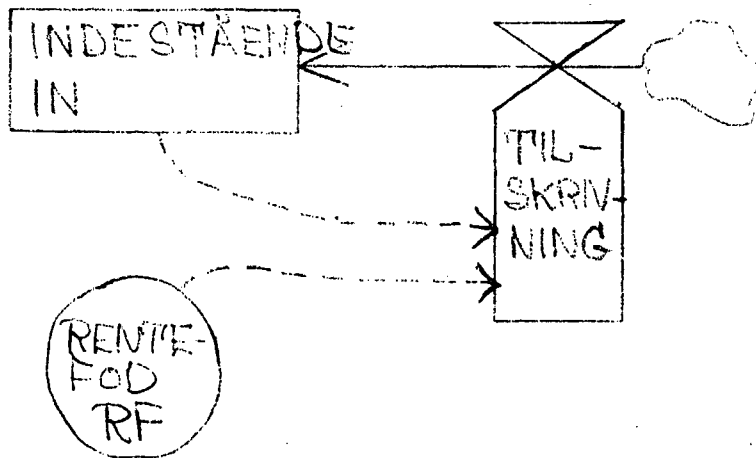 INDESTÅENDE
IN
TIL-
SKRIV-
NING
RENTE-
FOD
RF